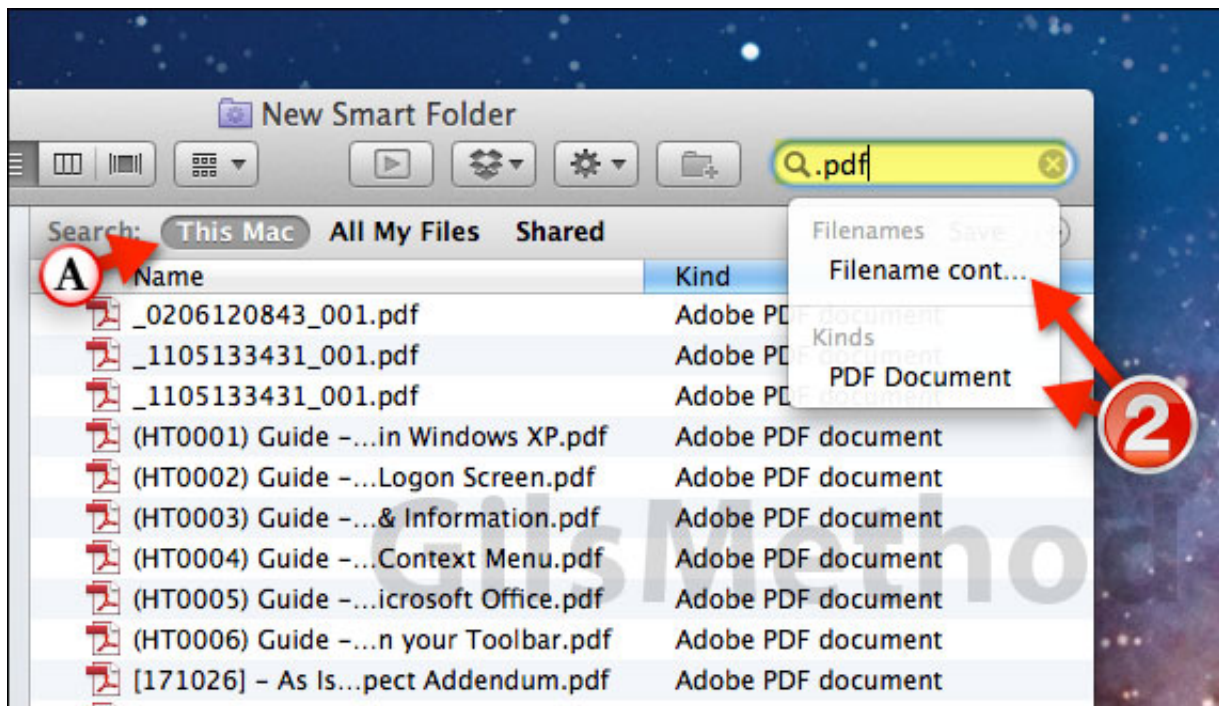 New Smart Folder
.pdf
Search: This Mac All My Files Shared
Filenames Save
Filename cont...
Kinds
PDF Document
A
2
Name Kind
_0206120843_001.pdf Adobe PDF document
_1105133431_001.pdf Adobe PDF document
_1105133431_001.pdf Adobe PDF
(HT0001) Guide –...in Windows XP.pdf Adobe PDF document
(HT0002) Guide –...Logon Screen.pdf Adobe PDF document
(HT0003) Guide –...& Information.pdf Adobe PDF document
(HT0004) Guide –...Context Menu.pdf Adobe PDF document
(HT0005) Guide –...icrosoft Office.pdf Adobe PDF document
(HT0006) Guide –...n your Toolbar.pdf Adobe PDF document
[171026] – As Is...pect Addendum.pdf Adobe PDF document
GilsMethod